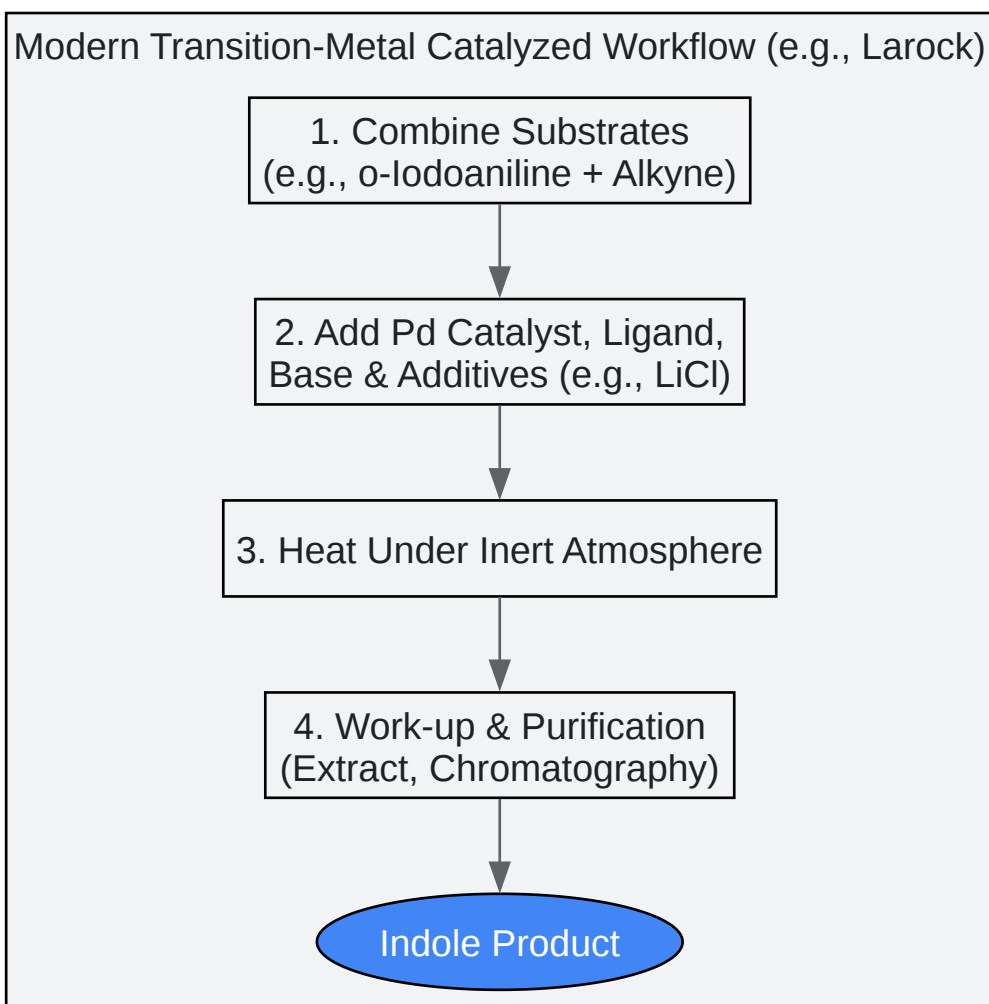 Modern Transition-Metal Catalyzed Workflow (e.g., Larock)
1. Combine Substrates
(e.g., o-Iodoaniline + Alkyne)
2. Add Pd Catalyst, Ligand,
Base & Additives (e.g., LiCl)
3. Heat Under Inert Atmosphere
4. Work-up & Purification
(Extract, Chromatography)
Indole Product